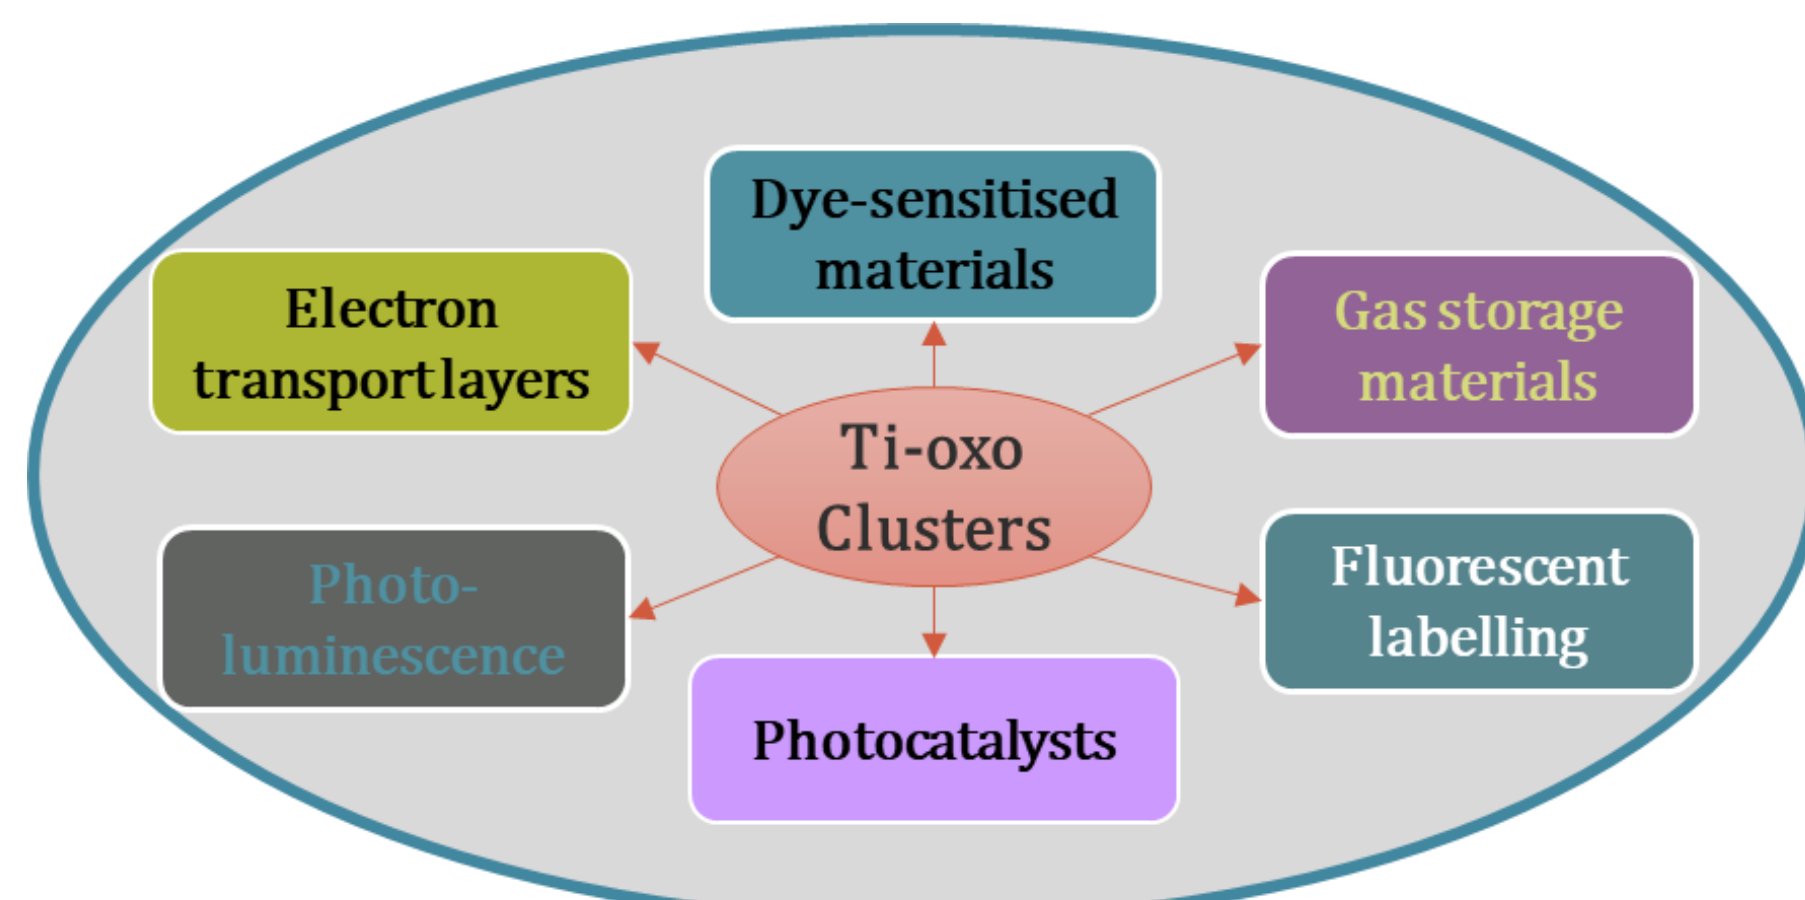 Dye-sensitised
materials
Electron
transport layers
Gas storage
materials
Ti-oxo
Clusters
Photo-
luminescence
Fluorescent
labelling
Photocatalysts